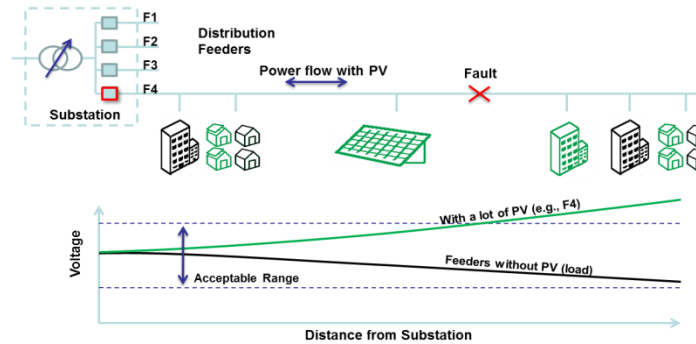 F1
F2
F3
F4
Substation
Distribution
Feeders
Power flow with PV
Fault
Voltage
With a lot of PV (e.g., F4)
Acceptable Range
Feeders without PV (load)
Distance from Substation